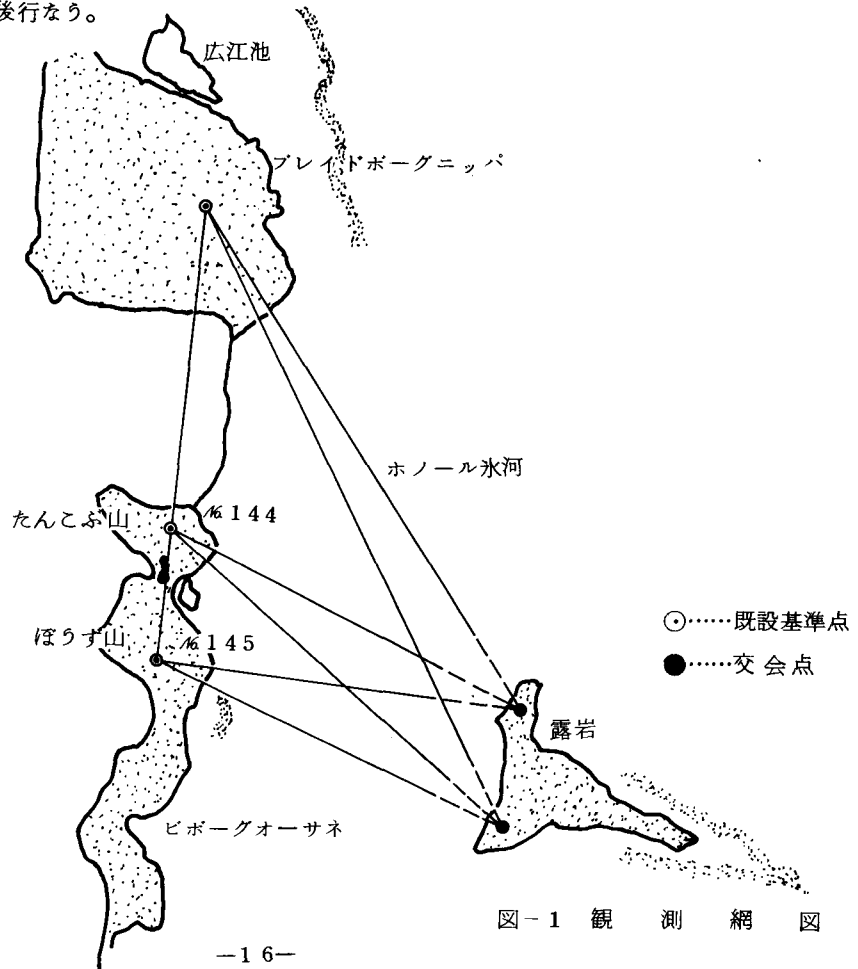 後行なう。
広江池
ブレイドボーグニッパ
ホノール氷河
たんこぶ山
№144
ぼうず山
№145
⊙……既設基準点
●……交会点
露岩
ビボーグオーサネ
図-1 観測網図
—16—